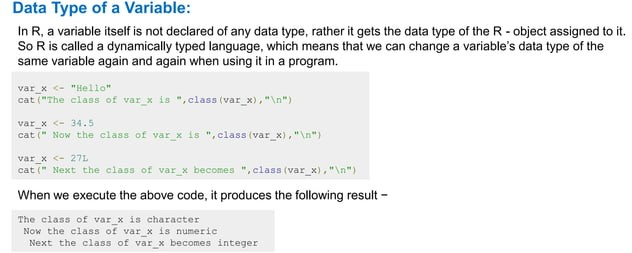 Data Type of a Variable:
In R, a variable itself is not declared of any data type, rather it gets the data type of the R - object assigned to it.
So R is called a dynamically typed language, which means that we can change a variable's data type of the
same variable again and again when using it in a program.
var_x <- "Hello"
cat("The class of var_x is ",class(var_x),"\n")
var_x <- 34.5
cat(" Now the class of var_x is ",class(var_x),"\n")
var_x <- 27L
cat(" Next the class of var_x becomes ",class(var_x),"\n")
When we execute the above code, it produces the following result −
The class of var_x is character
Now the class of var_x is numeric
Next the class of var_x becomes integer